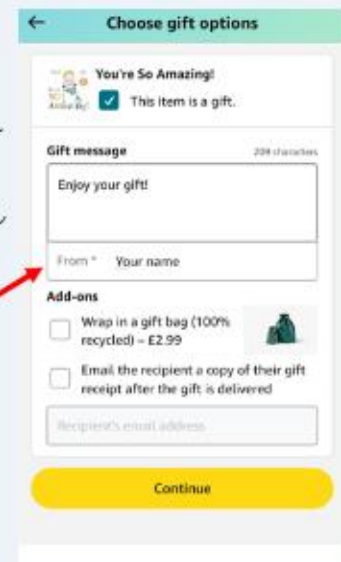 Choose gift options
You're So Amazing!
This item is a gift.
Gift message 209 characters
Enjoy your gift!
From * Your name
Add-ons
Wrap in a gift bag (100%
recycled) – £2.99
Email the recipient a copy of their gift
receipt after the gift is delivered
Recipient's email address
Continue